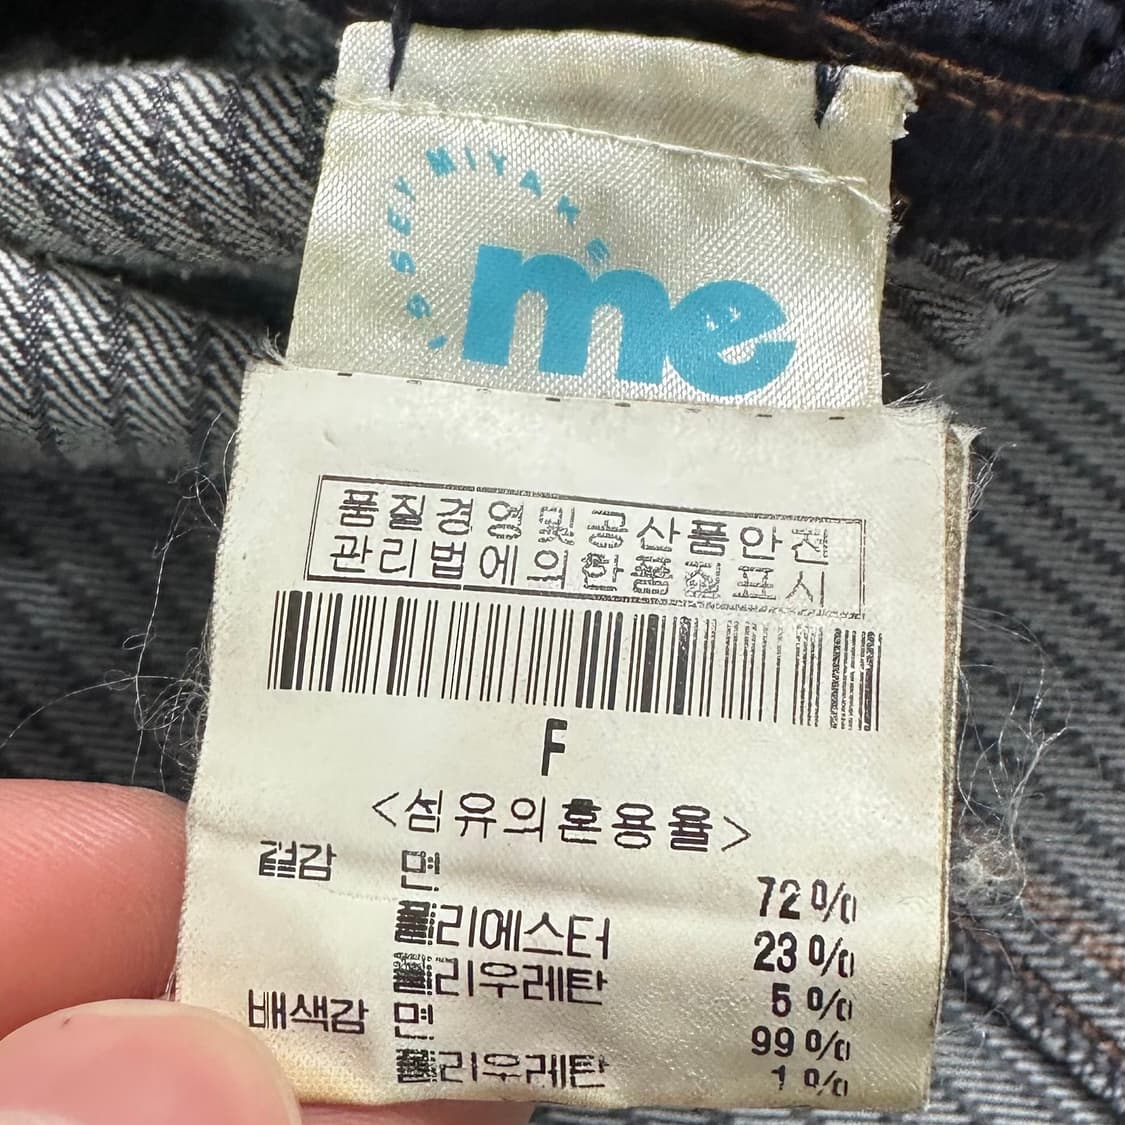 ISSEY MIYAKE
me
품질경영및공산품안전
관리법에의한품질표시
F
<섬유의혼용율>
겉감 면 72%
폴리에스터 23%
폴리우레탄 5%
배색감 면 99%
폴리우레탄 1%